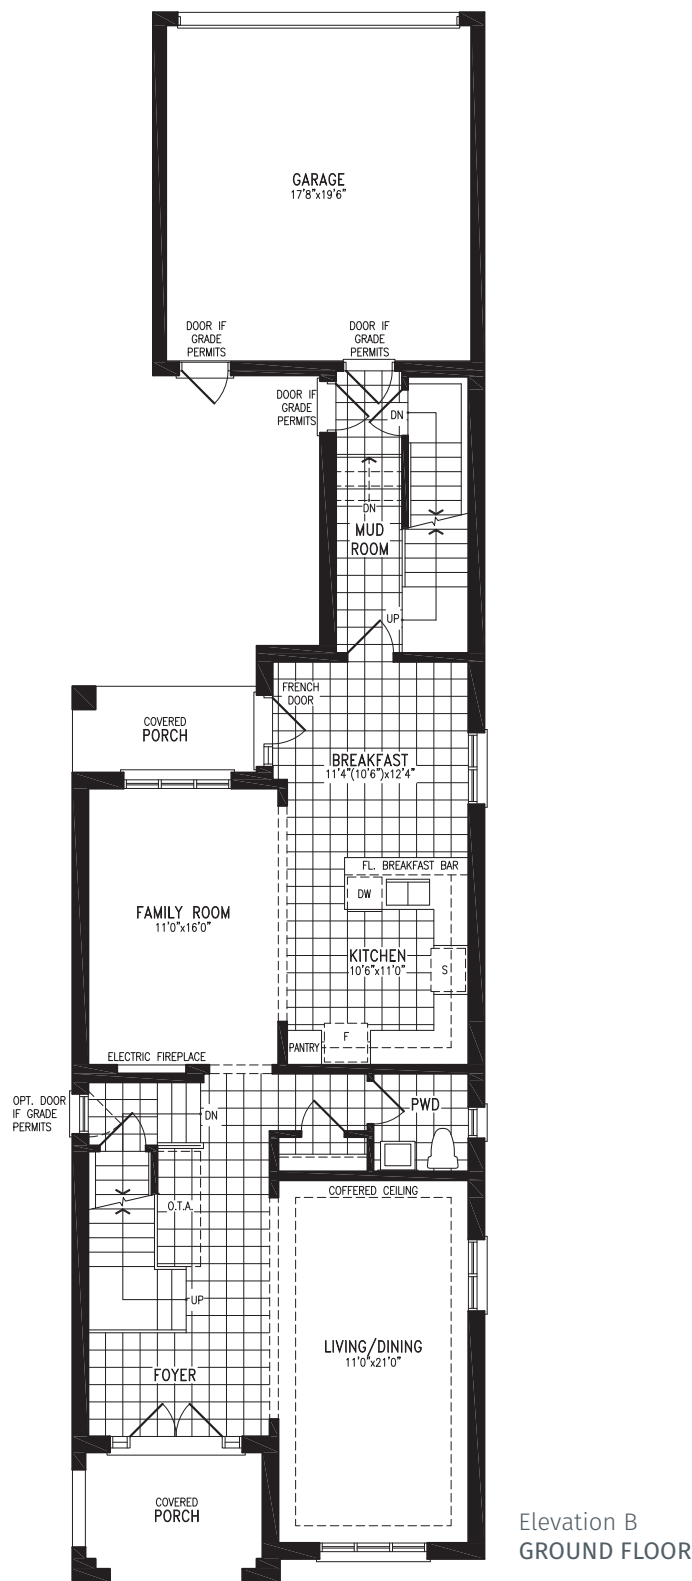 GARAGE
17'8"x19'6"
DOOR IF
GRADE
PERMITS
DOOR IF
GRADE
PERMITS
DOOR IF
GRADE
PERMITS
DN
DN
MUD
ROOM
UP
FRENCH
DOOR
COVERED
PORCH
BREAKFAST
11'4"(10'6")x12'4"
FL. BREAKFAST BAR
DW
FAMILY ROOM
11'0"x16'0"
KITCHEN
10'6"x11'0"
S
F
PANTRY
ELECTRIC FIREPLACE
OPT. DOOR
IF GRADE
PERMITS
DN
PWD
COFFERED CEILING
O.T.A.
UP
LIVING/DINING
11'0"x21'0"
FOYER
COVERED
PORCH
Elevation B
GROUND FLOOR